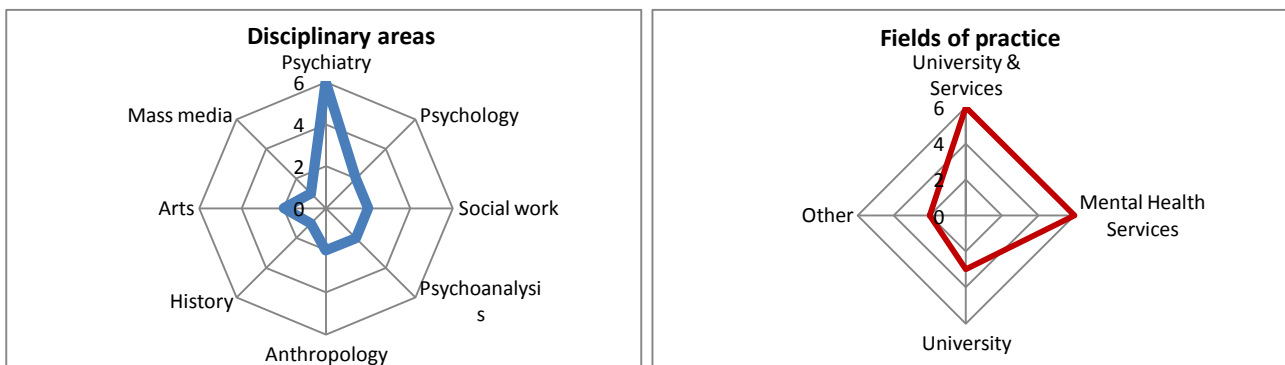 Disciplinary areas
Psychiatry
6
Mass media
Psychology
4
2
Arts
0
Social work
History
Psychoanalysi
s
Anthropology
Fields of practice
University &
Services
6
4
2
Other
0
Mental Health
Services
University